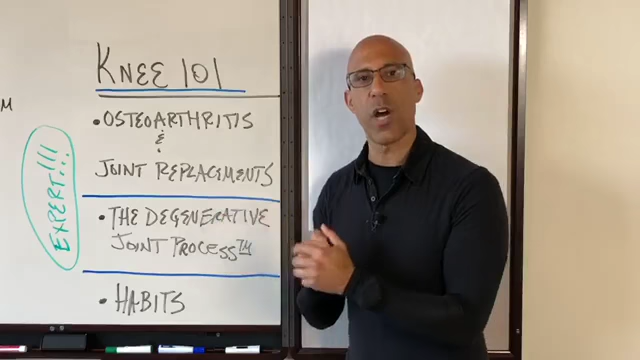 KNEE 101
• OSTEOARTHRITIS
&
JOINT REPLACEMENTS
• THE DEGENERATIVE
JOINT PROCESS™
• HABITS
EXPERT!!!
M